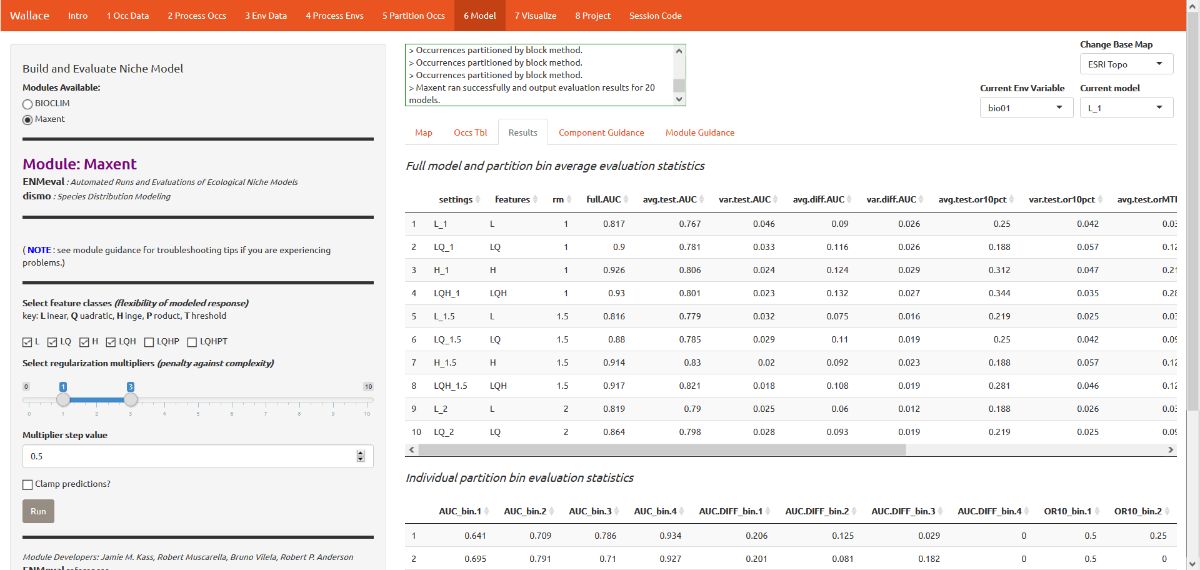 Wallace Intro 1 Occ Data 2 Process Occs 3 Env Data 4 Process Envs 5 Partition Occs 6 Model 7 Visualize 8 Project Session Code
Build and Evaluate Niche Model
Modules Available:
BIOCLIM
Maxent
Module: Maxent
ENMeval : Automated Runs and Evaluations of Ecological Niche Models
dismo : Species Distribution Modeling
( NOTE : see module guidance for troubleshooting tips if you are experiencing
problems.)
Select feature classes (flexibility of modeled response)
key: L inear, Q uadratic, H inge, P roduct, T hreshold
L LQ H LQH LQHP LQHPT
Select regularization multipliers (penalty against complexity)
0 1 3 10
0 1 2 3 4 5 6 7 8 9 10
Multiplier step value
0.5
Clamp predictions?
Run
Module Developers: Jamie M. Kass, Robert Muscarella, Bruno Vilela, Robert P. Anderson
ENMeval references
> Occurrences partitioned by block method.
> Occurrences partitioned by block method.
> Occurrences partitioned by block method.
> Maxent ran successfully and output evaluation results for 20
models.
Change Base Map
ESRI Topo
Current Env Variable Current model
bio01 L_1
Map Occs Tbl Results Component Guidance Module Guidance
Full model and partition bin average evaluation statistics
settings features rm full.AUC avg.test.AUC var.test.AUC avg.diff.AUC var.diff.AUC avg.test.or10pct var.test.or10pct avg.test.orMT
1 L_1 L 1 0.817 0.767 0.046 0.09 0.026 0.25 0.042 0.03
2 LQ_1 LQ 1 0.9 0.781 0.033 0.116 0.026 0.188 0.057 0.12
3 H_1 H 1 0.926 0.806 0.024 0.124 0.029 0.312 0.047 0.21
4 LQH_1 LQH 1 0.93 0.801 0.023 0.132 0.027 0.344 0.035 0.28
5 L_1.5 L 1.5 0.816 0.779 0.032 0.075 0.016 0.219 0.025 0.03
6 LQ_1.5 LQ 1.5 0.88 0.785 0.029 0.11 0.019 0.25 0.042 0.09
7 H_1.5 H 1.5 0.914 0.83 0.02 0.092 0.023 0.188 0.057 0.12
8 LQH_1.5 LQH 1.5 0.917 0.821 0.018 0.108 0.019 0.281 0.046 0.12
9 L_2 L 2 0.819 0.79 0.025 0.06 0.012 0.188 0.026 0.03
10 LQ_2 LQ 2 0.864 0.798 0.028 0.093 0.019 0.219 0.025 0.09
Individual partition bin evaluation statistics
AUC_bin.1 AUC_bin.2 AUC_bin.3 AUC_bin.4 AUC.DIFF_bin.1 AUC.DIFF_bin.2 AUC.DIFF_bin.3 AUC.DIFF_bin.4 OR10_bin.1 OR10_bin.2
1 0.641 0.709 0.786 0.934 0.206 0.125 0.029 0 0.5 0.25
2 0.695 0.791 0.71 0.927 0.201 0.081 0.182 0 0.5 0